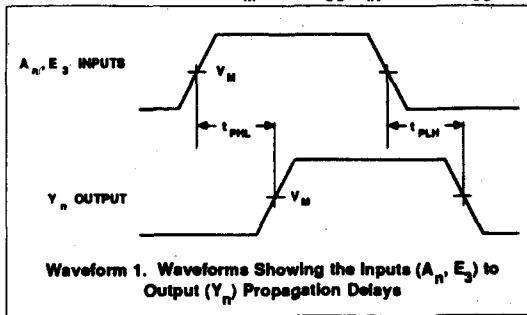 A_n, E_3 INPUTS
V_M
t_PHL
t_PLH
Y_n OUTPUT
V_M
Waveform 1. Waveforms Showing the Inputs (A_n, E_3) to
Output (Y_n) Propagation Delays